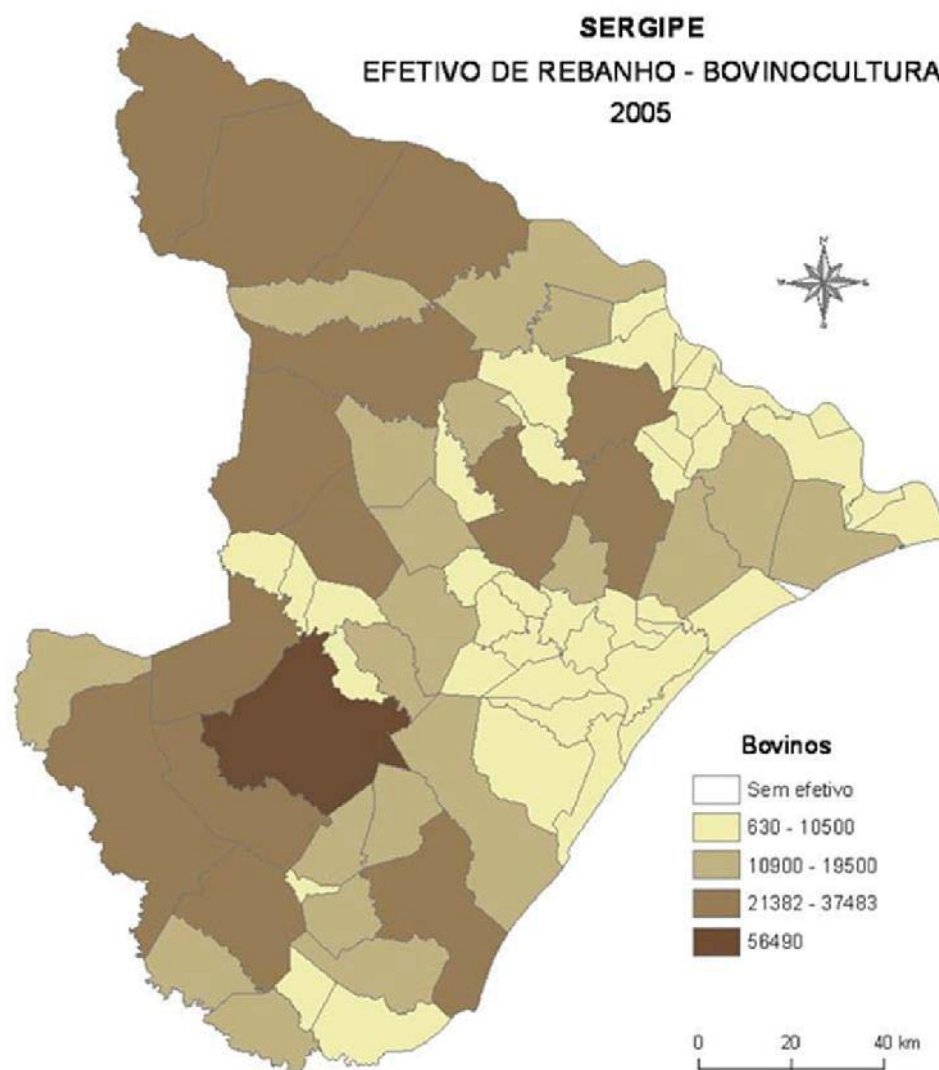 SERGIPE
EFETIVO DE REBANHO - BOVINOCULTURA
2005
N
Bovinos
Sem efetivo
630 - 10500
10900 - 19500
21382 - 37483
56490
0 20 40 km